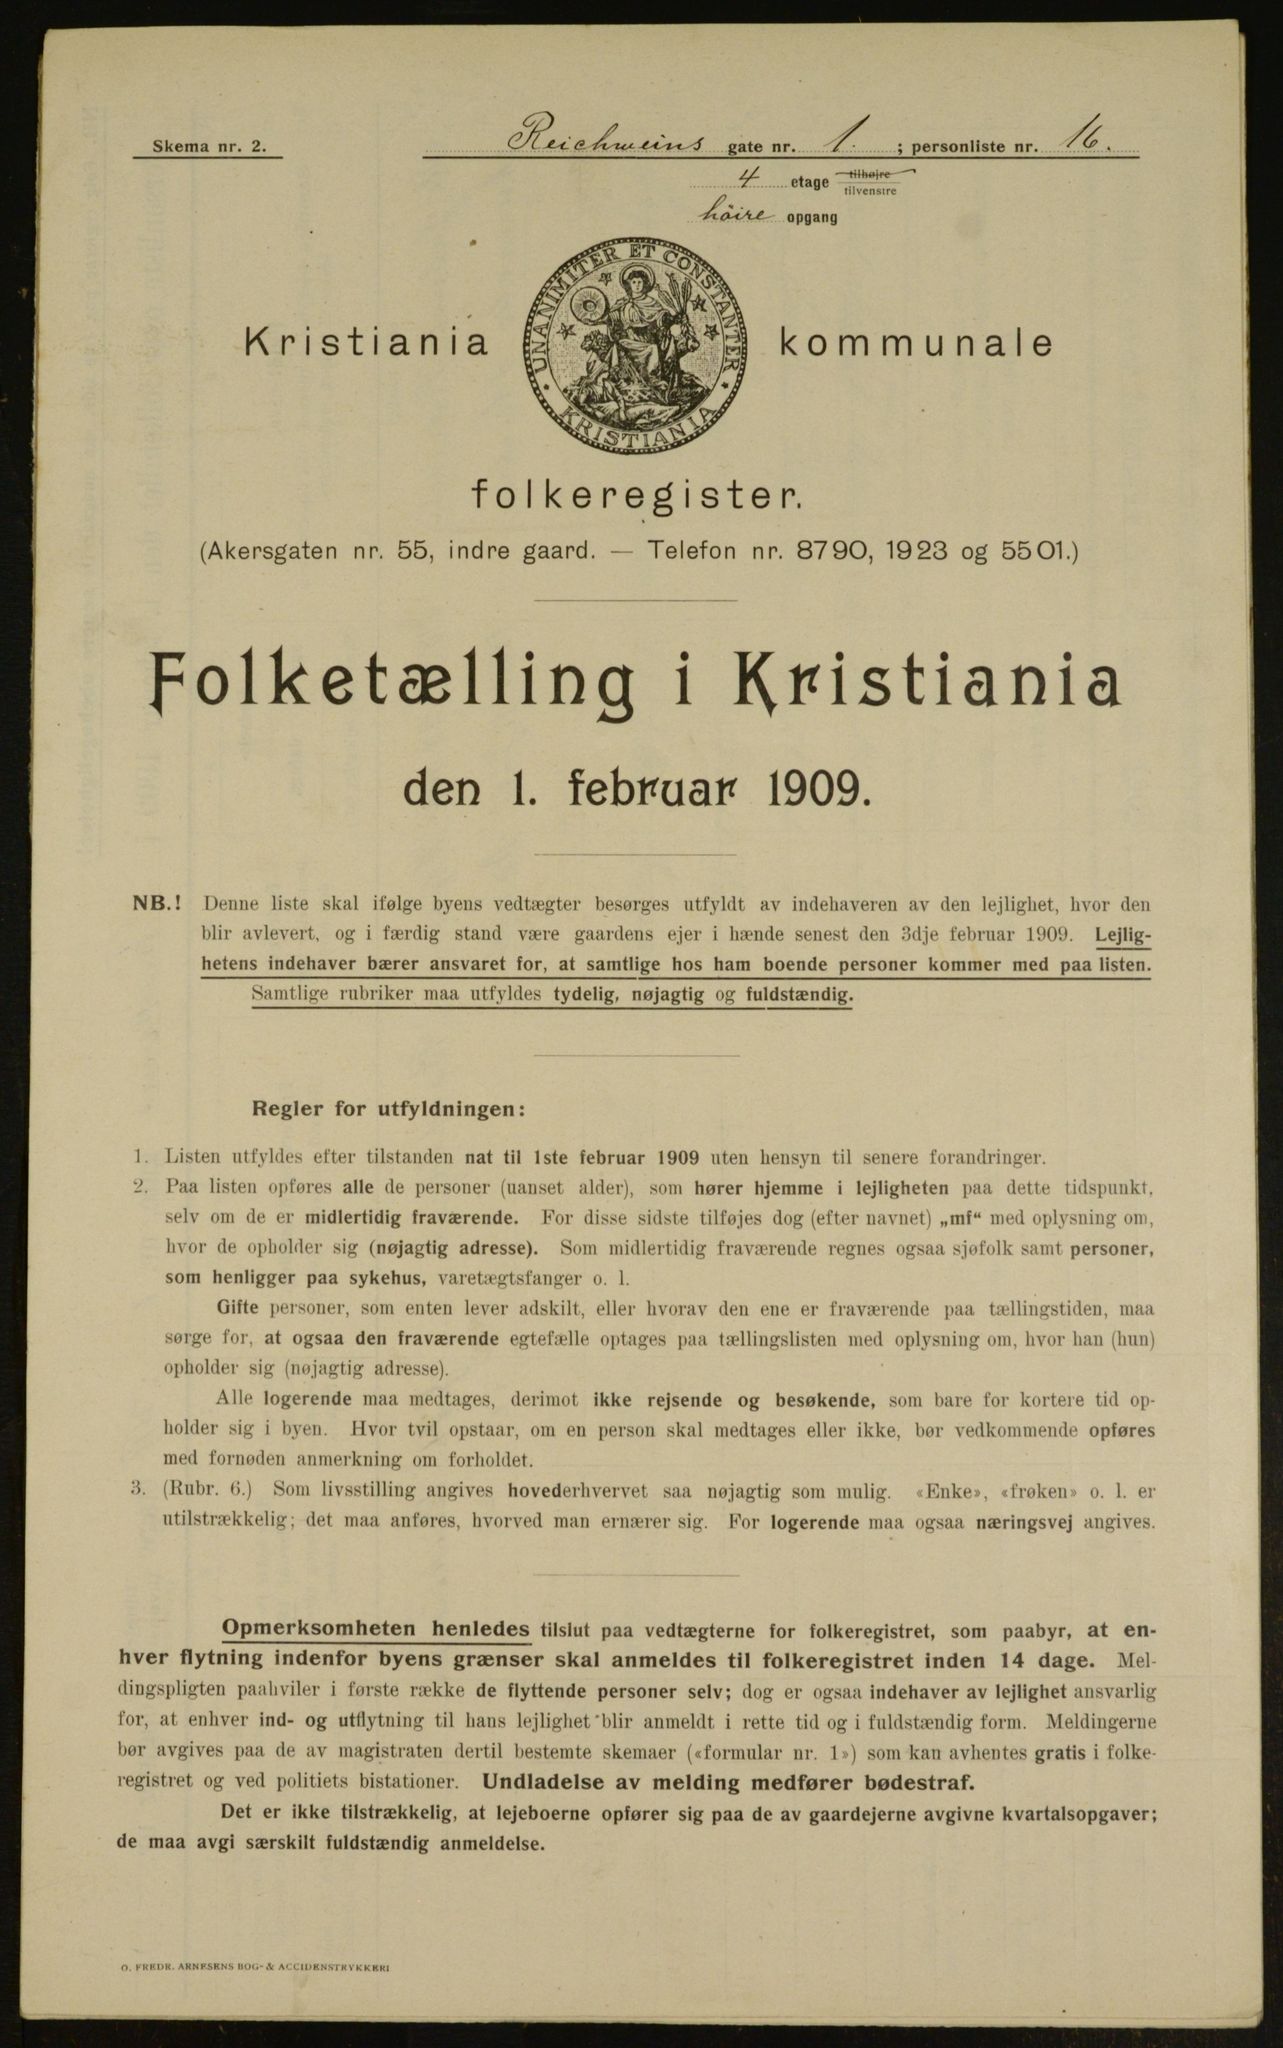 Skema nr. 2.
Reichweins gate nr. 1. ; personliste nr. 16.
4 etage tilhøjre
tilvenstre
höire opgang
UNANIMITER ET CONSTANTER
KRISTIANIA
Kristiania kommunale
folkeregister.
(Akersgaten nr. 55, indre gaard. — Telefon nr. 8790, 1923 og 5501.)
Folketælling i Kristiania
den 1. februar 1909.
NB.! Denne liste skal ifølge byens vedtægter besørges utfyldt av indehaveren av den lejlighet, hvor den
blir avlevert, og i færdig stand være gaardens ejer i hænde senest den 3dje februar 1909. Lejlig-
hetens indehaver bærer ansvaret for, at samtlige hos ham boende personer kommer med paa listen.
Samtlige rubriker maa utfyldes tydelig, nøjagtig og fuldstændig.
Regler for utfyldningen:
1. Listen utfyldes efter tilstanden nat til 1ste februar 1909 uten hensyn til senere forandringer.
2. Paa listen opføres alle de personer (uanset alder), som hører hjemme i lejligheten paa dette tidspunkt,
selv om de er midlertidig fraværende. For disse sidste tilføjes dog (efter navnet) „mf“ med oplysning om,
hvor de opholder sig (nøjagtig adresse). Som midlertidig fraværende regnes ogsaa sjøfolk samt personer,
som henligger paa sykehus, varetægtsfanger o. l.
Gifte personer, som enten lever adskilt, eller hvorav den ene er fraværende paa tællingstiden, maa
sørge for, at ogsaa den fraværende egtefælle optages paa tællingslisten med oplysning om, hvor han (hun)
opholder sig (nøjagtig adresse).
Alle logerende maa medtages, derimot ikke rejsende og besøkende, som bare for kortere tid op-
holder sig i byen. Hvor tvil opstaar, om en person skal medtages eller ikke, bør vedkommende opføres
med fornøden anmerkning om forholdet.
3. (Rubr. 6.) Som livsstilling angives hovederhvervet saa nøjagtig som mulig. «Enke», «frøken» o. l. er
utilstrækkelig; det maa anføres, hvorved man ernærer sig. For logerende maa ogsaa næringsvej angives.
Opmerksomheten henledes tilslut paa vedtægterne for folkeregistret, som paabyr, at en-
hver flytning indenfor byens grænser skal anmeldes til folkeregistret inden 14 dage. Mel-
dingspligten paahviler i første række de flyttende personer selv; dog er ogsaa indehaver av lejlighet ansvarlig
for, at enhver ind- og utflytning til hans lejlighet blir anmeldt i rette tid og i fuldstændig form. Meldingerne
bør avgives paa de av magistraten dertil bestemte skemaer («formular nr. 1») som kan avhentes gratis i folke-
registret og ved politiets bistationer. Undladelse av melding medfører bødestraf.
Det er ikke tilstrækkelig, at lejeboerne opfører sig paa de av gaardejerne avgivne kvartalsopgaver;
de maa avgi særskilt fuldstændig anmeldelse.
O. FREDR. ARNESENS BOG- & ACCIDENSTRYKKERI